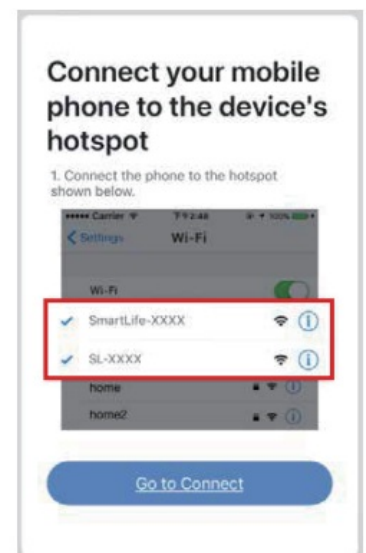 Connect your mobile
phone to the device's
hotspot
1. Connect the phone to the hotspot
shown below.
Carrier 100%
Settings Wi-Fi
Wi-Fi
SmartLife-XXXX
SL-XXXX
home
home2
Go to Connect